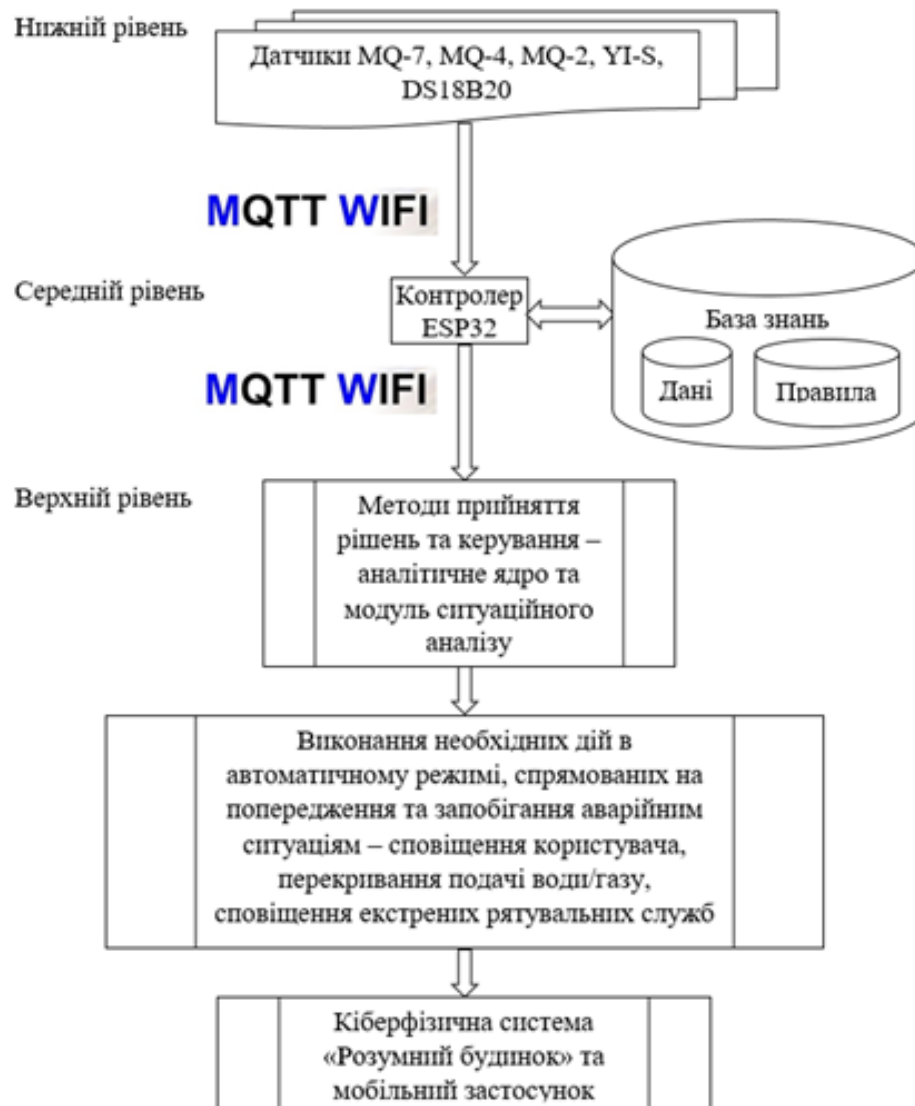 Нижній рівень
Датчики MQ-7, MQ-4, MQ-2, YI-S,
DS18B20
MQTT WIFI
Середній рівень
Контролер
ESP32
База знань
Дані
Правила
MQTT WIFI
Верхній рівень
Методи прийняття
рішень та керування –
аналітичне ядро та
модуль ситуаційного
аналізу
Виконання необхідних дій в
автоматичному режимі, спрямованих на
попередження та запобігання аварійним
ситуаціям – сповіщення користувача,
перекривання подачі води/газу,
сповіщення екстрених рятувальних служб
Кіберфізична система
«Розумний будинок» та
мобільний застосунок